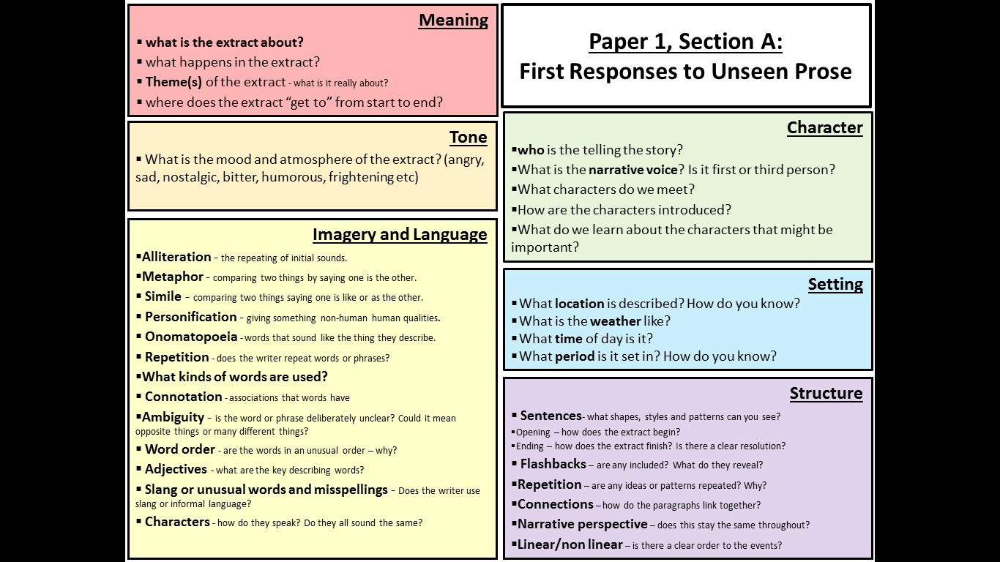 Meaning
▪ what is the extract about?
▪ what happens in the extract?
▪ Theme(s) of the extract - what is it really about?
▪ where does the extract “get to” from start to end?
Tone
▪ What is the mood and atmosphere of the extract? (angry,
sad, nostalgic, bitter, humorous, frightening etc)
Imagery and Language
▪Alliteration – the repeating of initial sounds.
▪Metaphor – comparing two things by saying one is the other.
▪ Simile – comparing two things saying one is like or as the other.
▪ Personification – giving something non-human human qualities.
▪ Onomatopoeia - words that sound like the thing they describe.
▪ Repetition - does the writer repeat words or phrases?
▪What kinds of words are used?
▪ Connotation - associations that words have
▪Ambiguity – is the word or phrase deliberately unclear? Could it mean
opposite things or many different things?
▪ Word order - are the words in an unusual order – why?
▪ Adjectives - what are the key describing words?
▪ Slang or unusual words and misspellings – Does the writer use
slang or informal language?
▪ Characters - how do they speak? Do they all sound the same?
Paper 1, Section A:
First Responses to Unseen Prose
Character
▪who is the telling the story?
▪What is the narrative voice? Is it first or third person?
▪What characters do we meet?
▪How are the characters introduced?
▪What do we learn about the characters that might be
important?
Setting
▪ What location is described? How do you know?
▪ What is the weather like?
▪ What time of day is it?
▪ What period is it set in? How do you know?
Structure
▪ Sentences- what shapes, styles and patterns can you see?
▪Opening – how does the extract begin?
▪Ending – how does the extract finish? Is there a clear resolution?
▪ Flashbacks – are any included? What do they reveal?
▪Repetition – are any ideas or patterns repeated? Why?
▪Connections – how do the paragraphs link together?
▪Narrative perspective – does this stay the same throughout?
▪Linear/non linear – is there a clear order to the events?